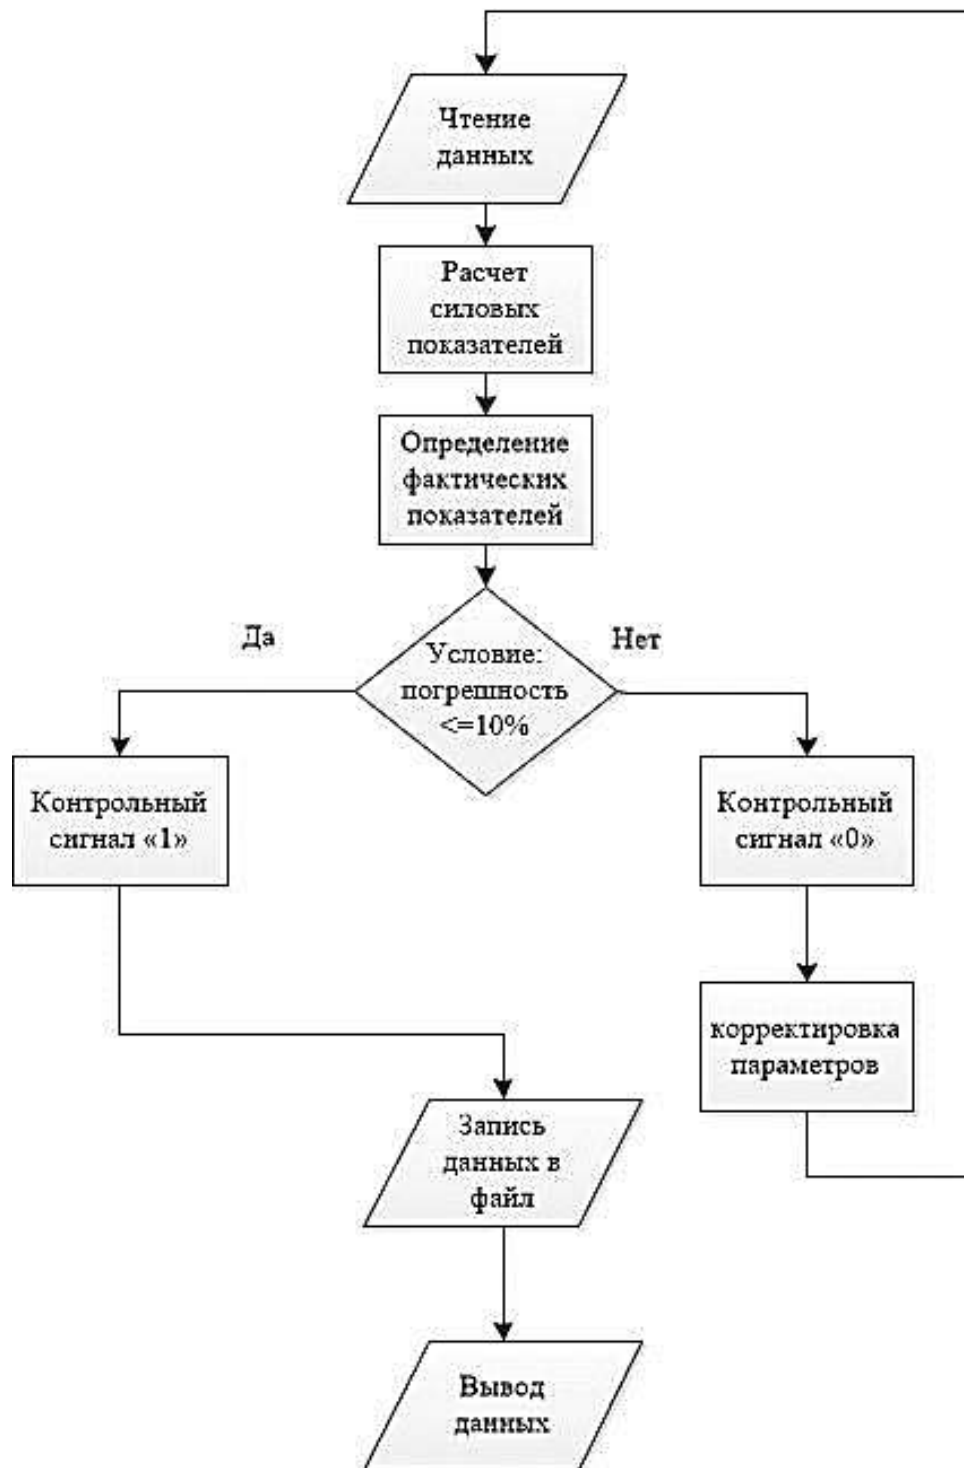 Чтение
данных
Расчет
силовых
показателей
Определение
фактических
показателей
Да
Нет
Условие:
погрешность
<=10%
Контрольный
сигнал «1»
Контрольный
сигнал «0»
корректировка
параметров
Запись
данных в
файл
Вывод
данных